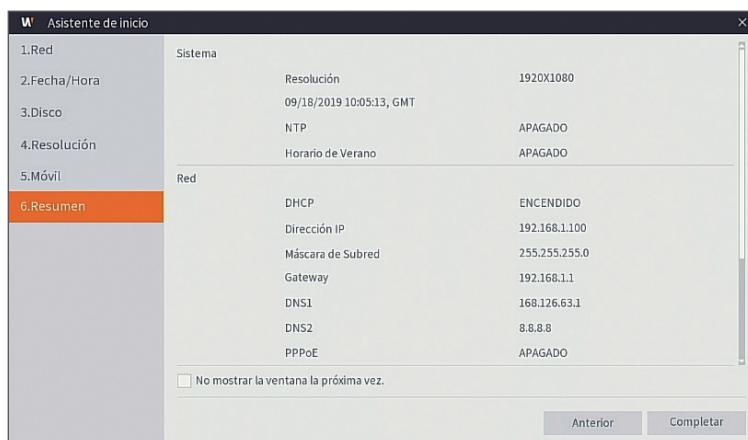 W Asistente de inicio
1.Red
2.Fecha/Hora
3.Disco
4.Resolución
5.Móvil
6.Resumen
Sistema
Resolución 1920X1080
09/18/2019 10:05:13, GMT
NTP APAGADO
Horario de Verano APAGADO
Red
DHCP ENCENDIDO
Dirección IP 192.168.1.100
Máscara de Subred 255.255.255.0
Gateway 192.168.1.1
DNS1 168.126.63.1
DNS2 8.8.8.8
PPPoE APAGADO
No mostrar la ventana la próxima vez.
Anterior Completar